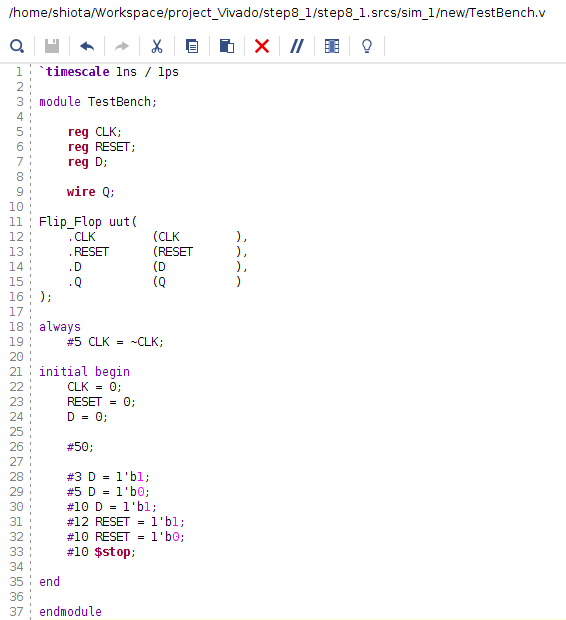 /home/shiota/Workspace/project_Vivado/step8_1/step8_1.srcs/sim_1/new/TestBench.v
1 `timescale 1ns / 1ps
2
3 module TestBench;
4
5     reg CLK;
6     reg RESET;
7     reg D;
8
9     wire Q;
10
11 Flip_Flop uut(
12     .CLK        (CLK        ),
13     .RESET      (RESET      ),
14     .D          (D          ),
15     .Q          (Q          )
16 );
17
18 always
19     #5 CLK = ~CLK;
20
21 initial begin
22     CLK = 0;
23     RESET = 0;
24     D = 0;
25
26     #50;
27
28     #3 D = 1'b1;
29     #5 D = 1'b0;
30     #10 D = 1'b1;
31     #12 RESET = 1'b1;
32     #10 RESET = 1'b0;
33     #10 $stop;
34
35 end
36
37 endmodule